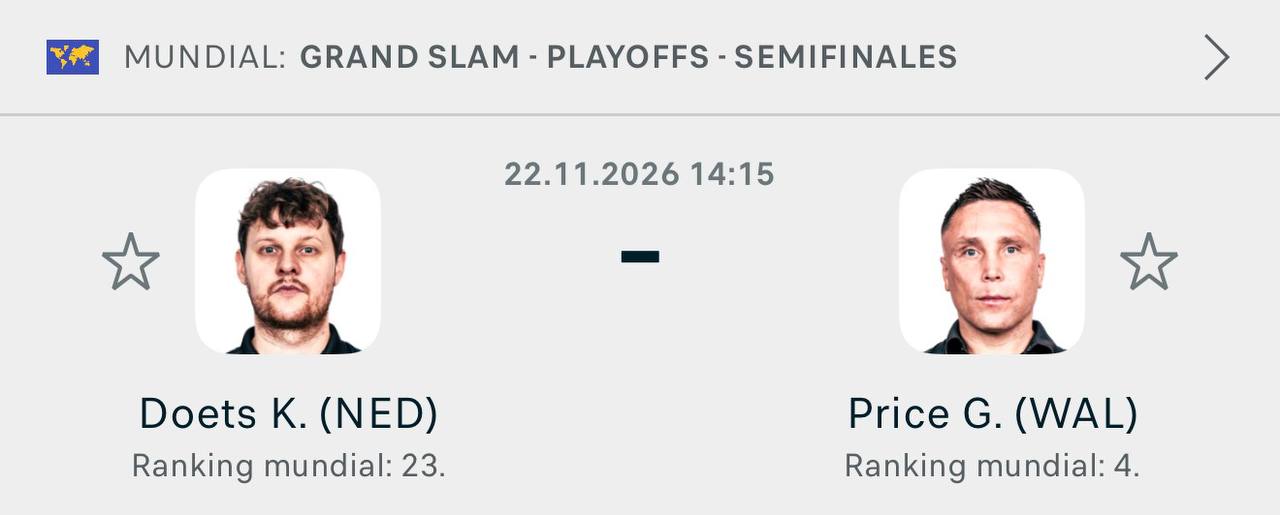 MUNDIAL: GRAND SLAM - PLAYOFFS - SEMIFINALES
22.11.2026 14:15
-
Doets K. (NED)
Price G. (WAL)
Ranking mundial: 23.
Ranking mundial: 4.